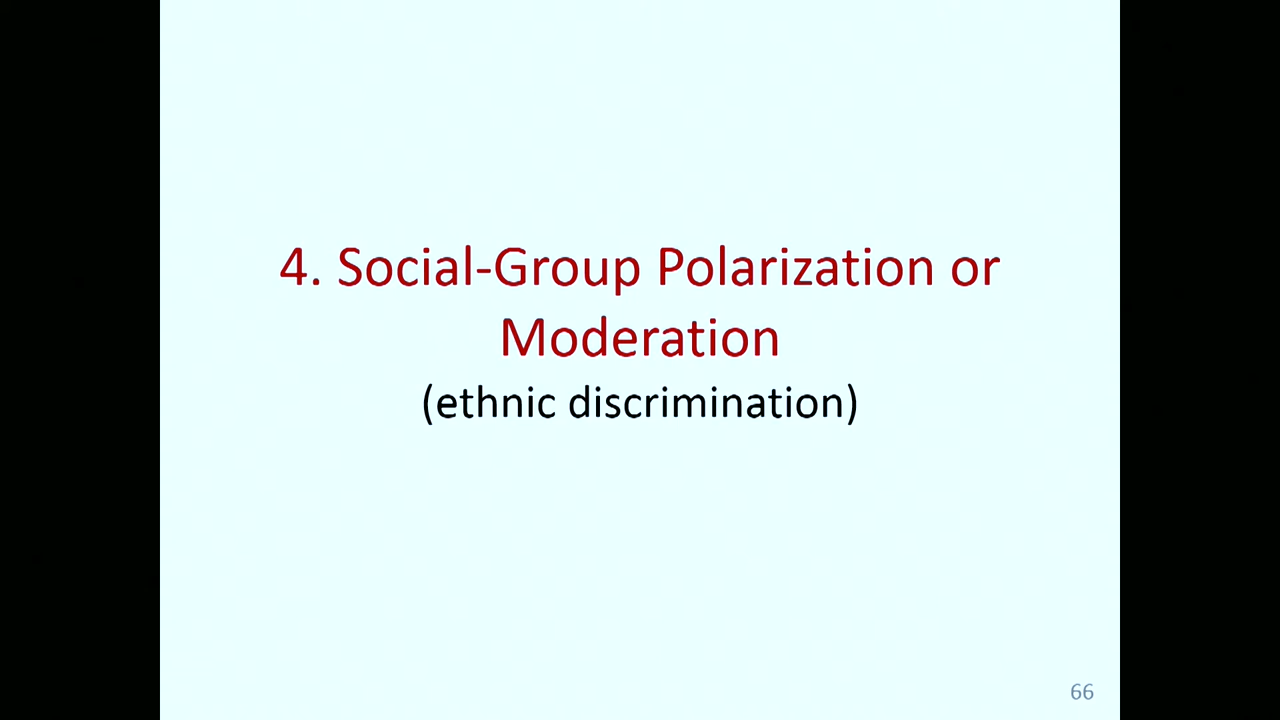 4. Social-Group Polarization or
Moderation
(ethnic discrimination)
66